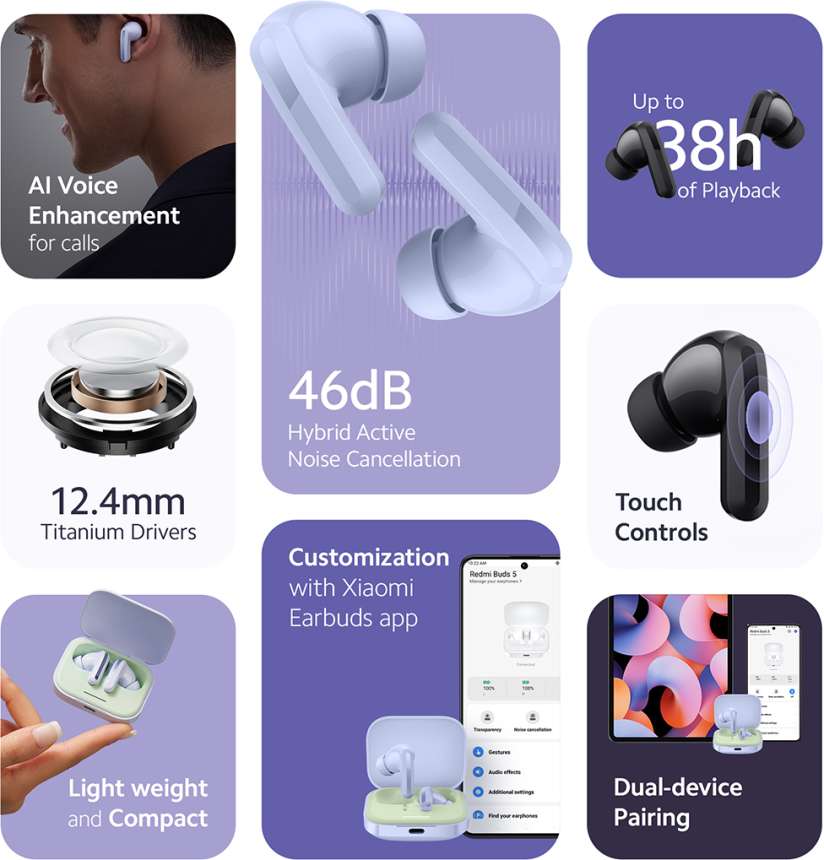 AI Voice
Enhancement
for calls
46dB
Hybrid Active
Noise Cancellation
Up to
38h
of Playback
12.4mm
Titanium Drivers
Touch
Controls
Customization
with Xiaomi
Earbuds app
10:22 AM
Redmi Buds 5
Manage your earphones ?
100%
100%
Transparency
Noise cancellation
Gestures
Audio effects
Additional settings
Find your earphones
Light weight
and Compact
Redmi Buds 5
Dual-device
Pairing